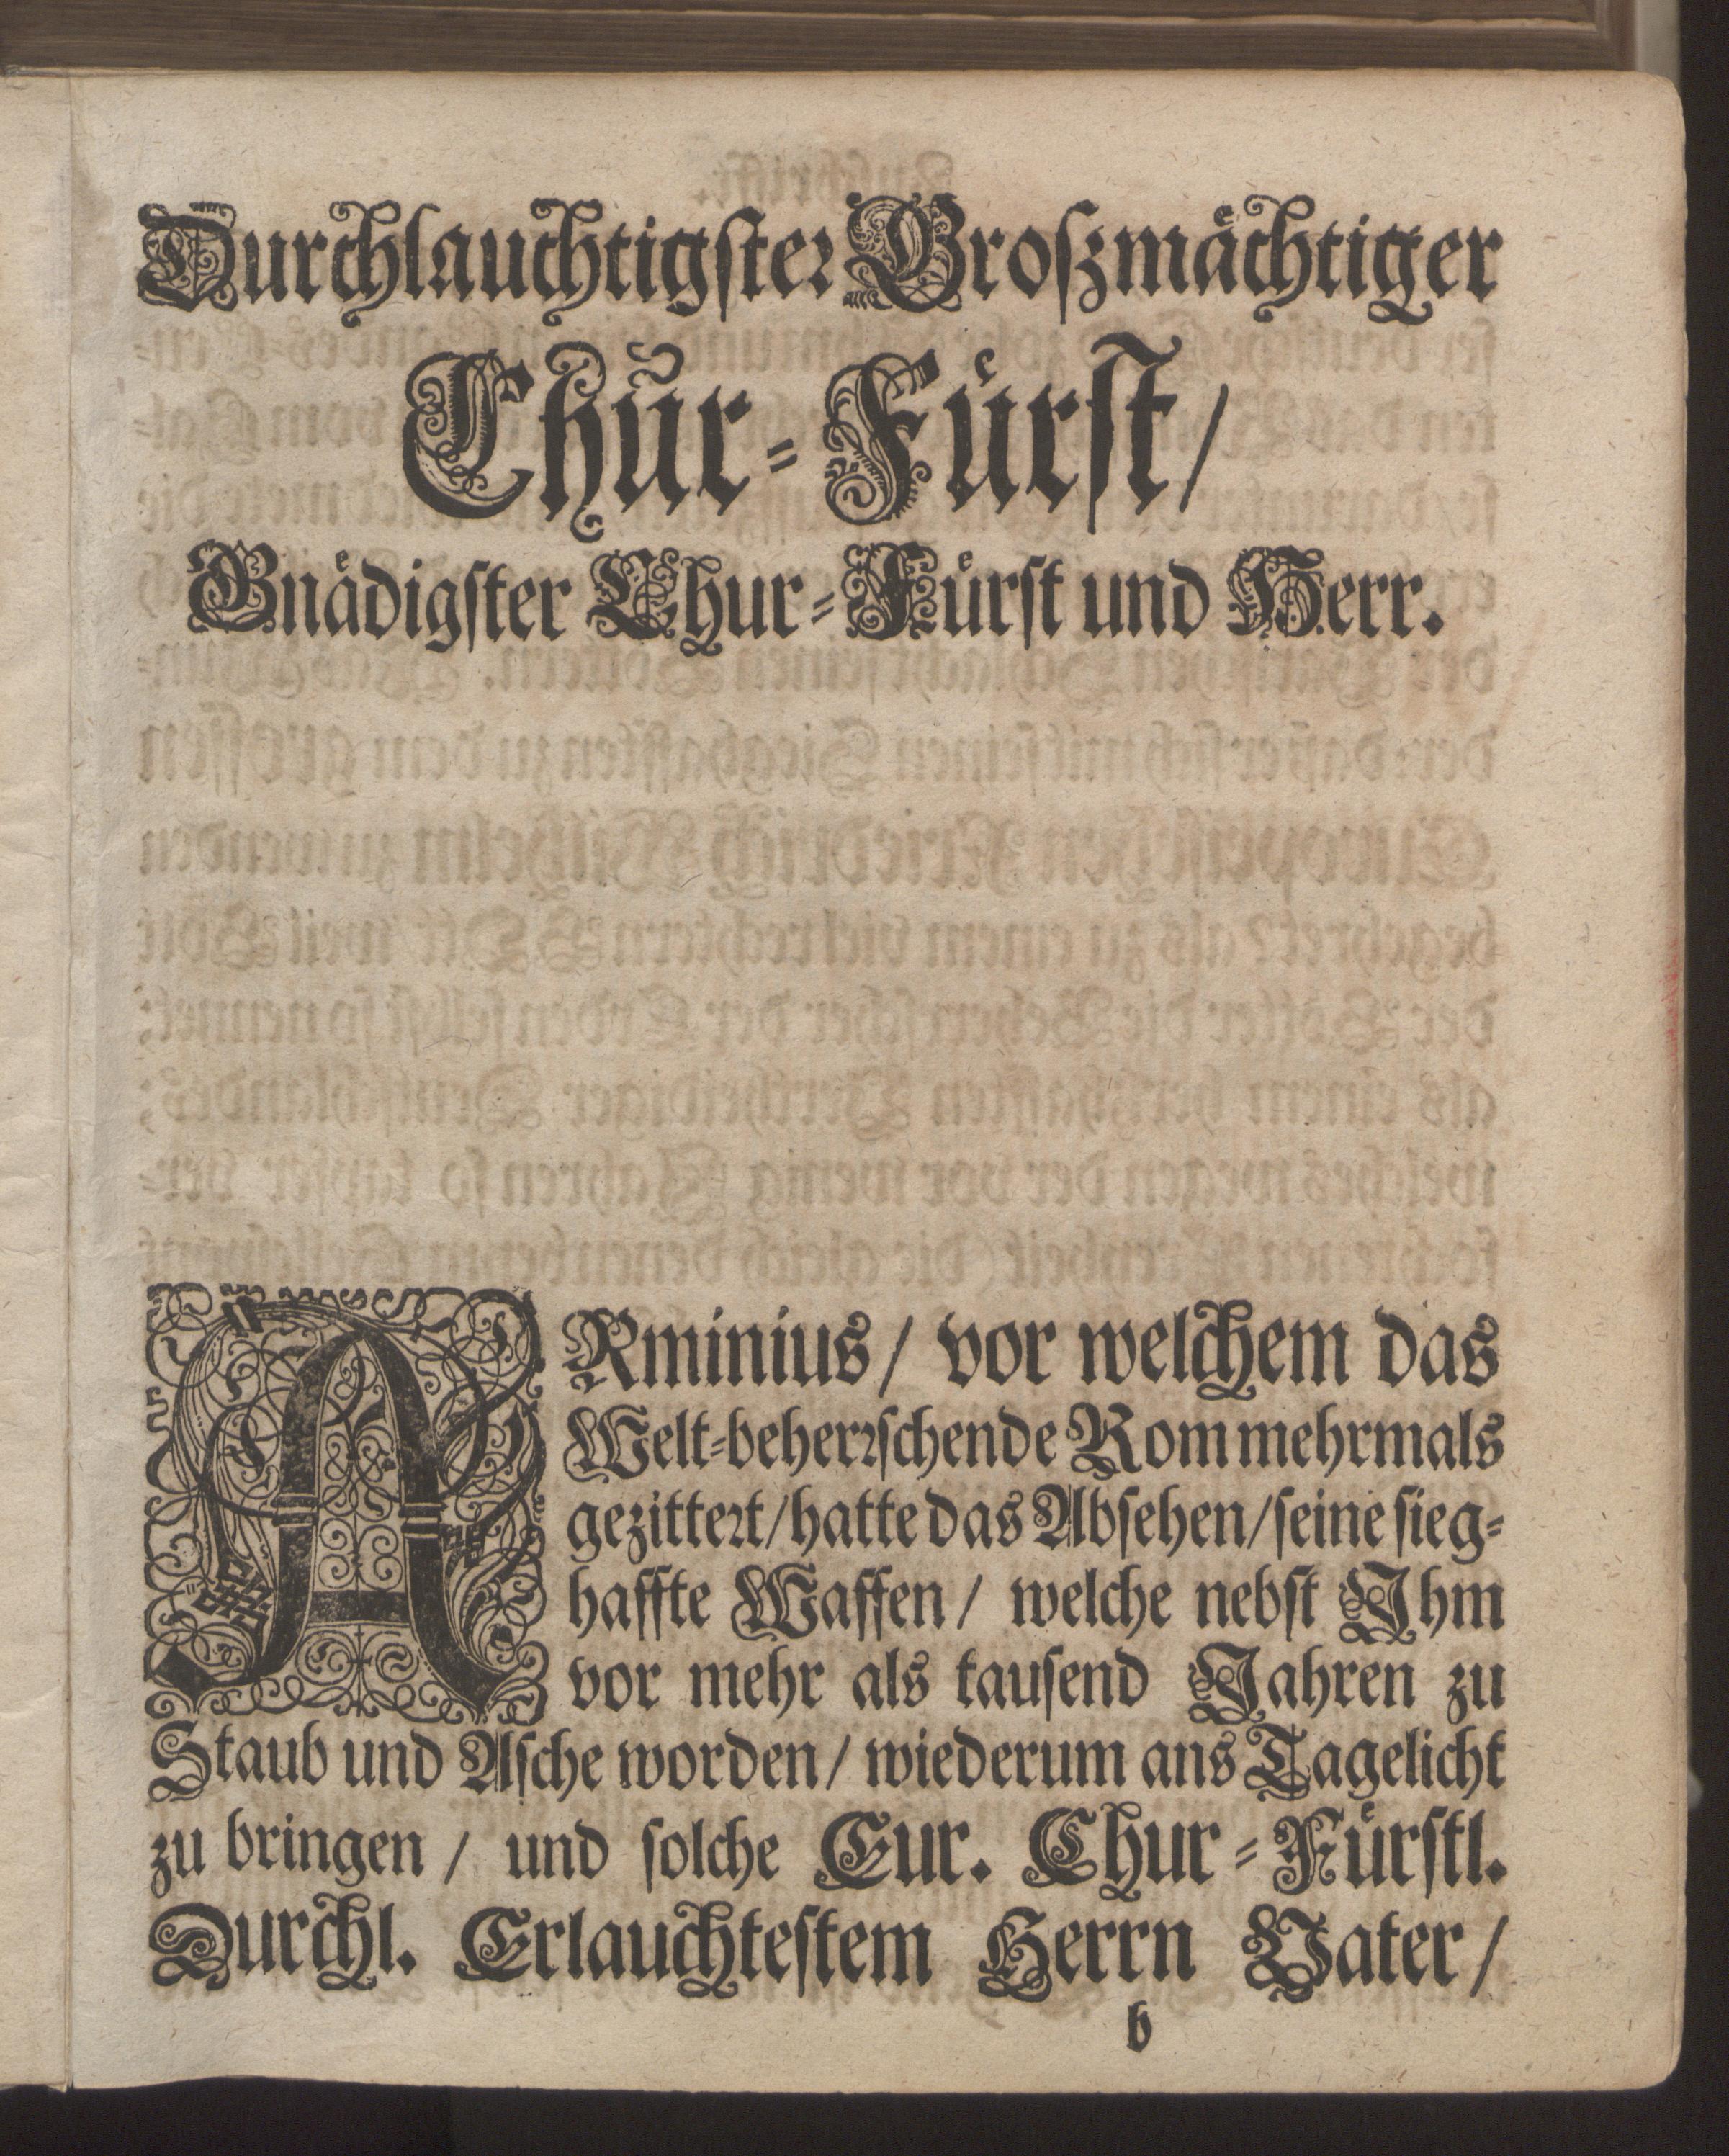 Durchlauchtigster Großmächtiger
Chur-Fürst/
Gnädigster Chur-Fürst und Herr.
ARminius/ vor welchem das
Welt-beherrschende Rom mehrmals
gezittert/hatte das Absehen/seine sieg-
haffte Waffen/ welche nebst Ihm
vor mehr als tausend Jahren zu
Staub und Asche worden/ wiederum ans Tagelicht
zu bringen/ und solche Eur. Chur-Fürstl.
Durchl. Erlauchtestem Herrn Vater/
b